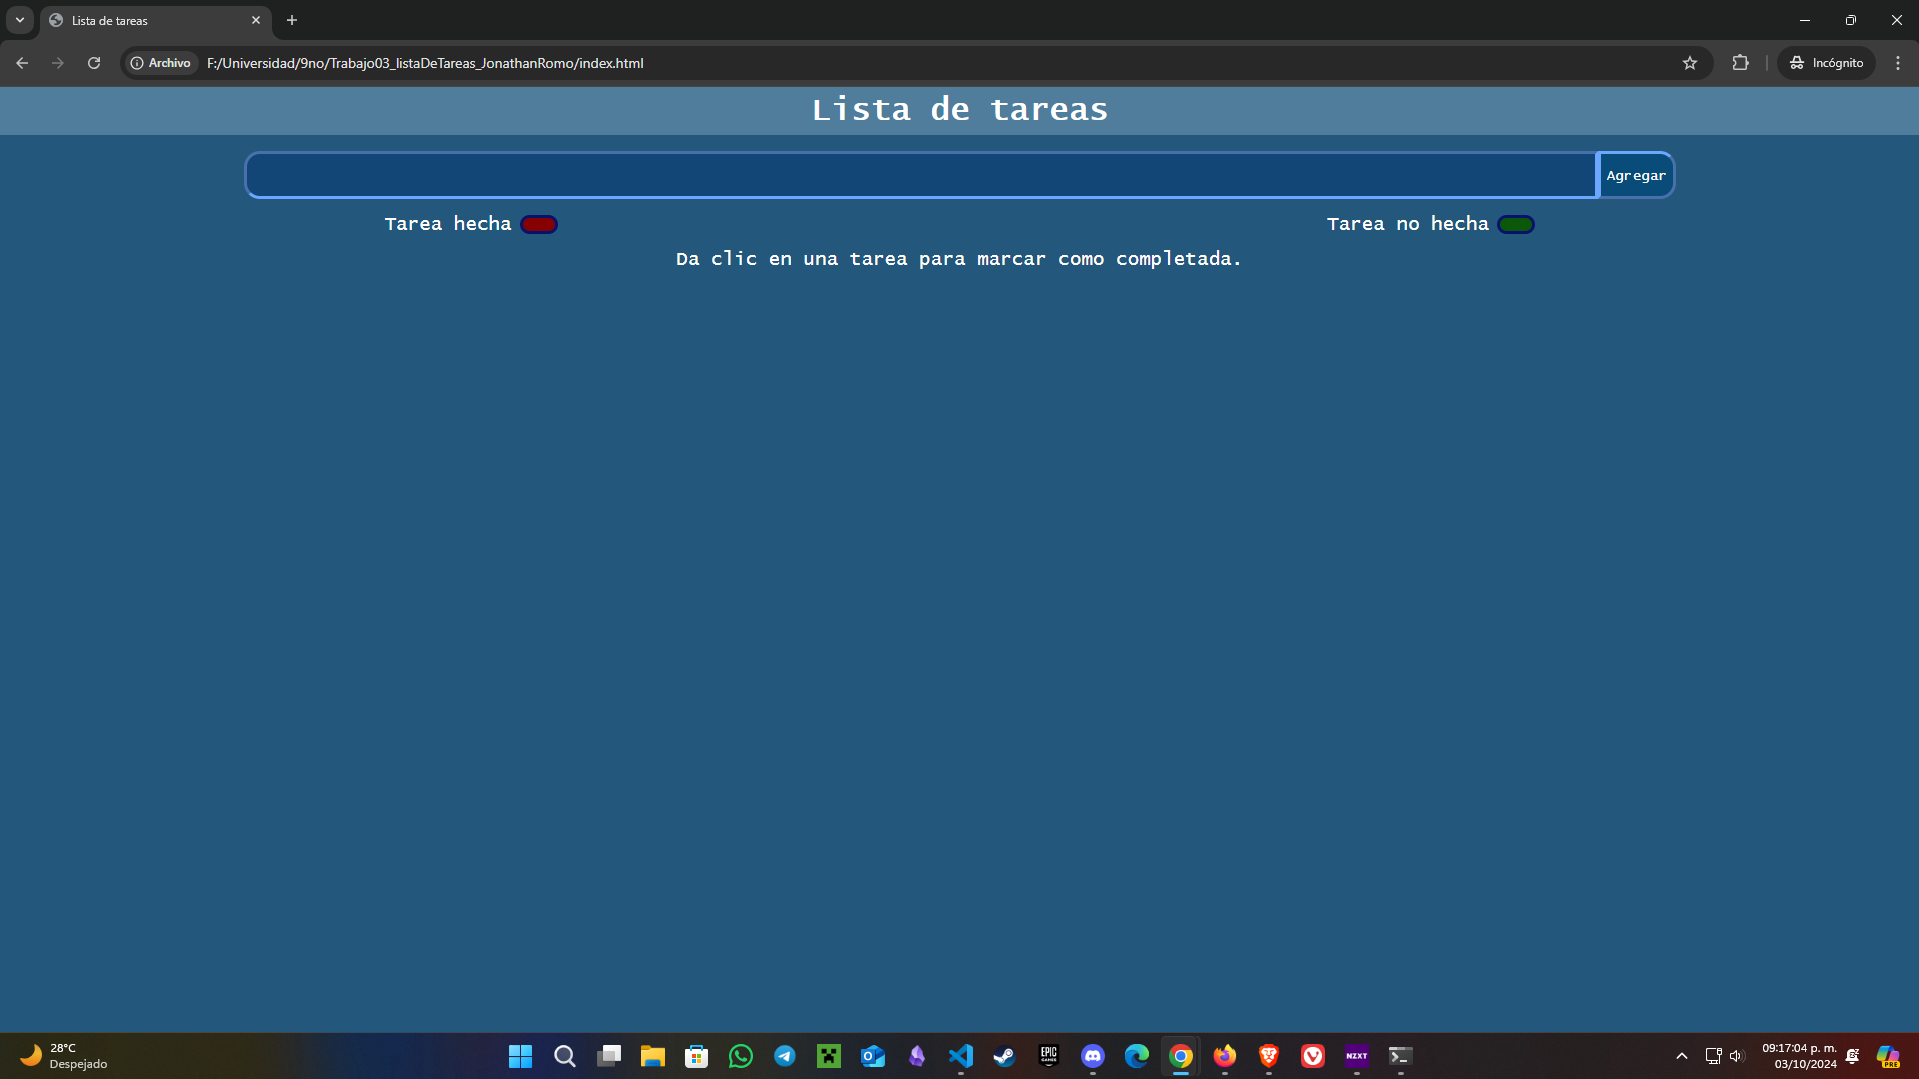 Lista de tareas
Archivo
F:/Universidad/9no/Trabajo03_listaDeTareas_JonathanRomo/index.html
Incógnito
Lista de tareas
Agregar
Tarea hecha
Tarea no hecha
Da clic en una tarea para marcar como completada.
28°C
Despejado
EPIC
GAMES
NZXT
09:17:04 p. m.
03/10/2024
PRE